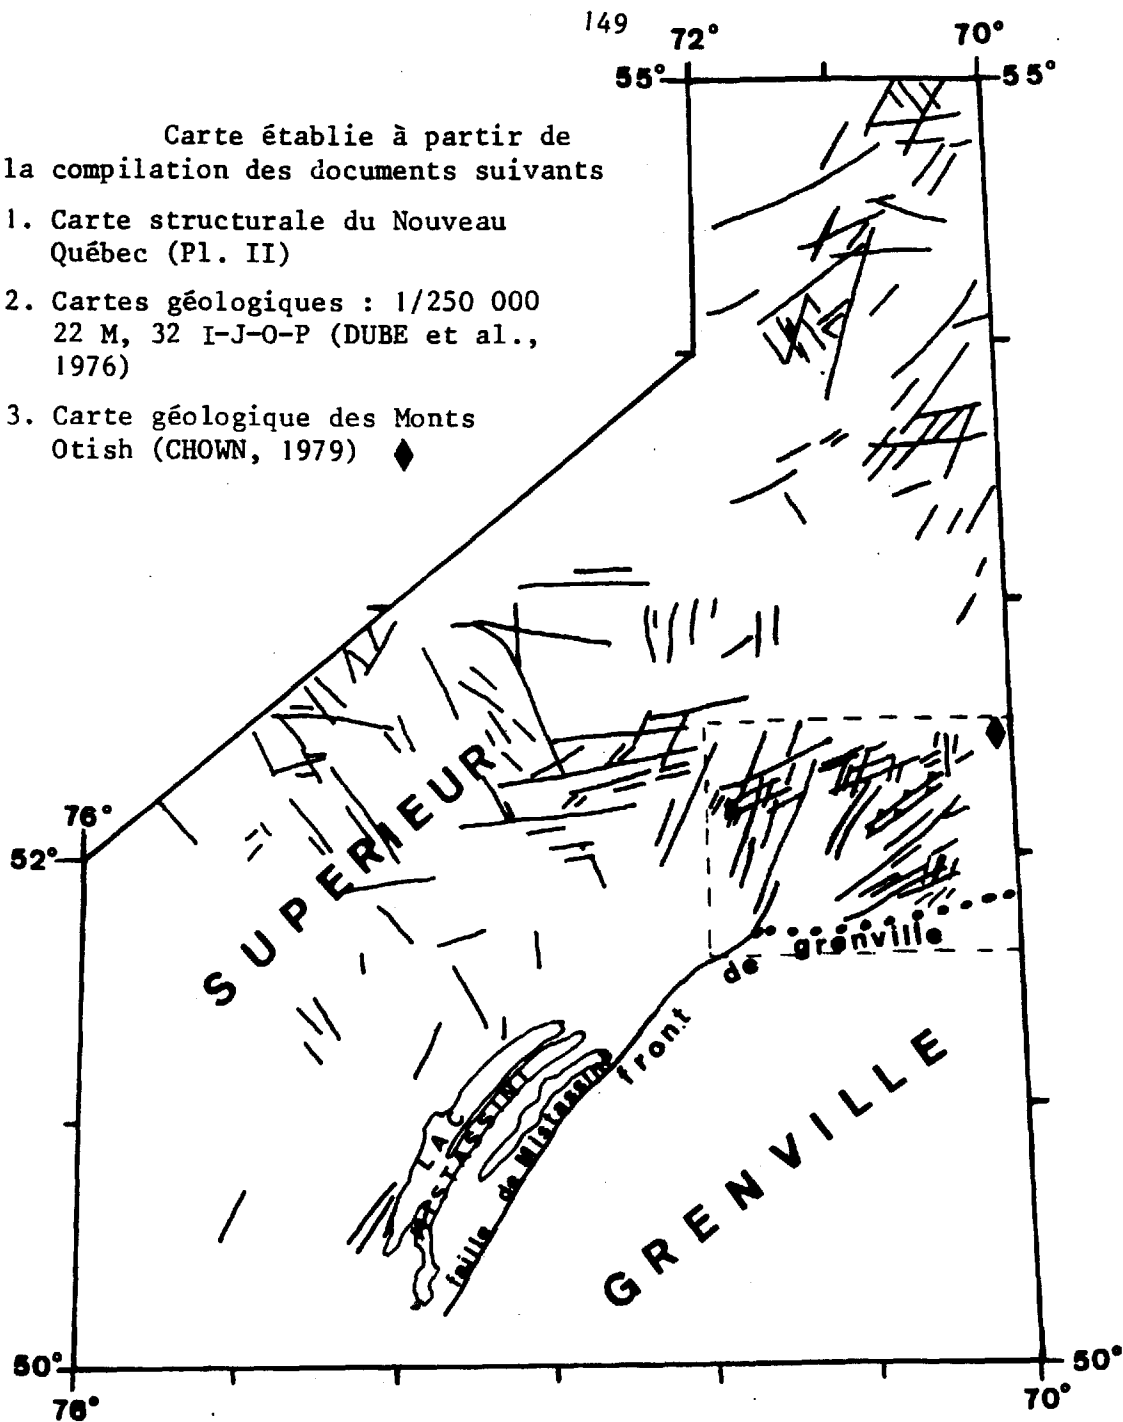 149
72°
70°
55°
55°
Carte établie à partir de
la compilation des documents suivants
1. Carte structurale du Nouveau
Québec (Pl. II)
2. Cartes géologiques : 1/250 000
22 M, 32 I-J-O-P (DUBE et al.,
1976)
3. Carte géologique des Monts
Otish (CHOWN, 1979)
76°
52°
SUPERIEUR
front de grenville
LAC
MISTASSINI
faille de Mistassini
GRENVILLE
50°
50°
76°
70°